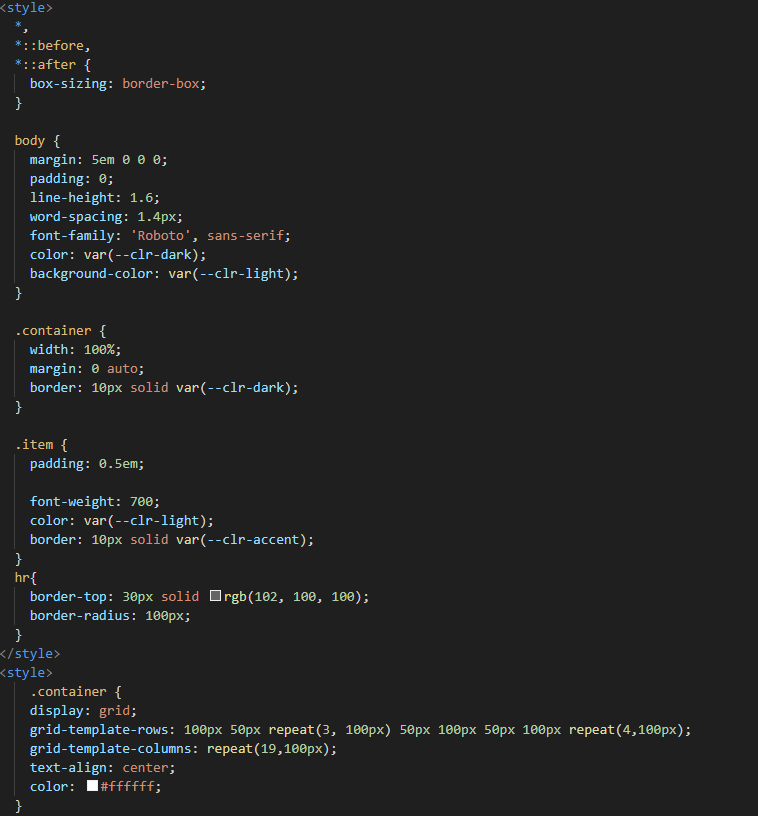 <style>
*,
*::before,
*::after {
box-sizing: border-box;
}
body {
margin: 5em 0 0 0;
padding: 0;
line-height: 1.6;
word-spacing: 1.4px;
font-family: 'Roboto', sans-serif;
color: var(--clr-dark);
background-color: var(--clr-light);
}
.container {
width: 100%;
margin: 0 auto;
border: 10px solid var(--clr-dark);
}
.item {
padding: 0.5em;
font-weight: 700;
color: var(--clr-light);
border: 10px solid var(--clr-accent);
}
hr{
border-top: 30px solid rgb(102, 100, 100);
border-radius: 100px;
}
</style>
<style>
.container {
display: grid;
grid-template-rows: 100px 50px repeat(3, 100px) 50px 100px 50px 100px repeat(4,100px);
grid-template-columns: repeat(19,100px);
text-align: center;
color: #ffffff;
}